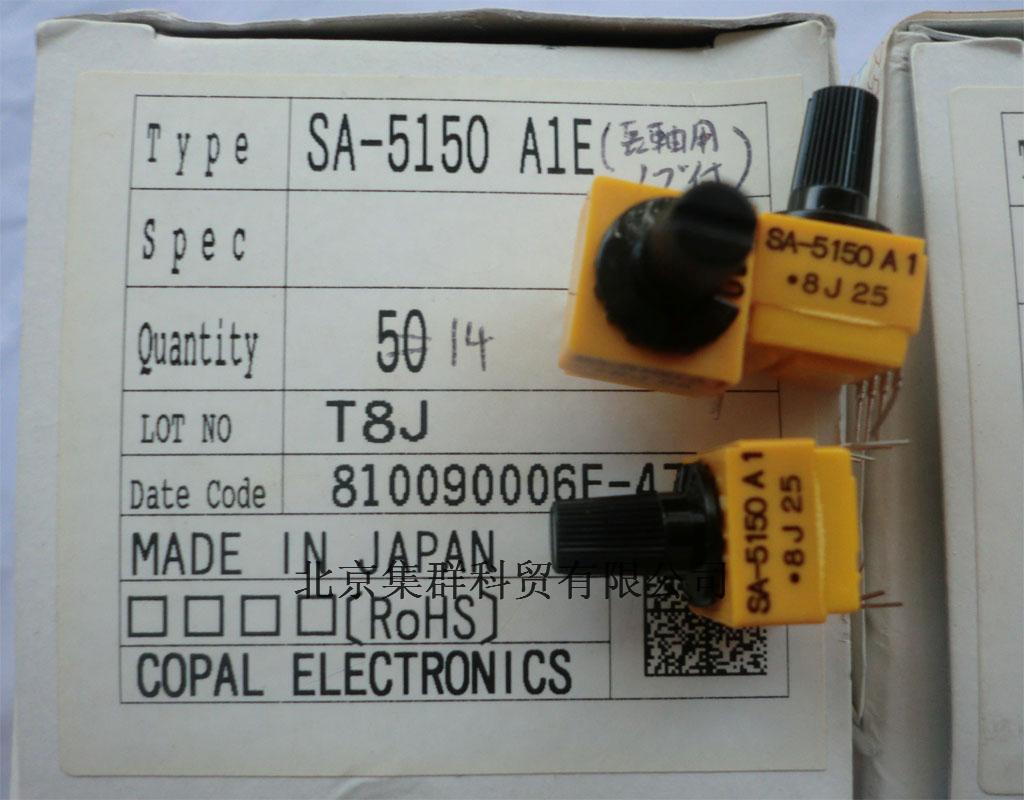 Type SA-5150 A1E (長軸用
ノブ付)
Spec
Quantity 50 14
LOT NO T8J
Date Code 810090006E-47
MADE IN JAPAN
北京集群科贸有限公司
□□□□(RoHS)
COPAL ELECTRONICS
SA-5150 A1
•8J 25
SA-5150 A1
•8J 25